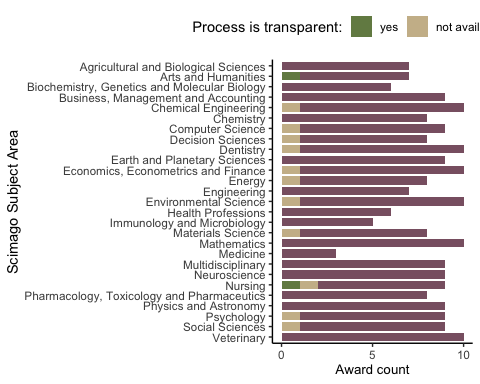 Process is transparent: yes not avail
Agricultural and Biological Sciences
Arts and Humanities
Biochemistry, Genetics and Molecular Biology
Business, Management and Accounting
Chemical Engineering
Chemistry
Computer Science
Decision Sciences
Dentistry
Earth and Planetary Sciences
Economics, Econometrics and Finance
Energy
Engineering
Environmental Science
Health Professions
Immunology and Microbiology
Materials Science
Mathematics
Medicine
Multidisciplinary
Neuroscience
Nursing
Pharmacology, Toxicology and Pharmaceutics
Physics and Astronomy
Psychology
Social Sciences
Veterinary
Scimago Subject Area
0 5 10
Award count